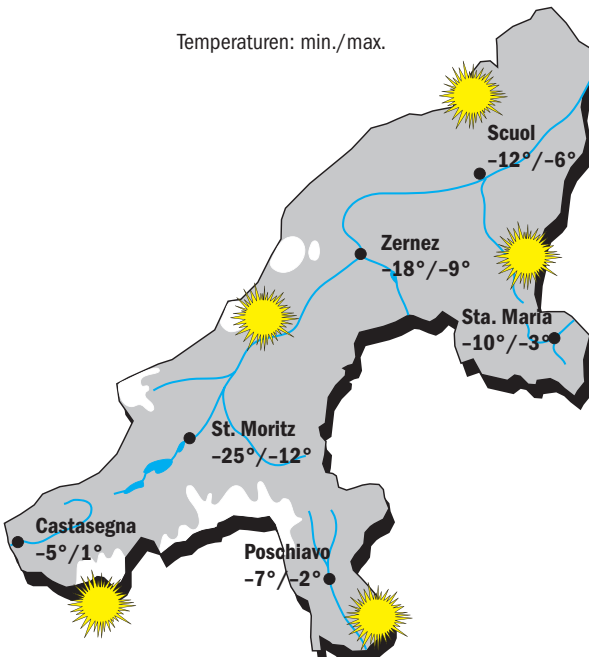 Temperaturen: min./max.
Scuol
–12°/–6°
Zernez
–18°/–9°
Sta. Maria
–10°/–3°
St. Moritz
–25°/–12°
Castasegna
–5°/1°
Poschiavo
–7°/–2°